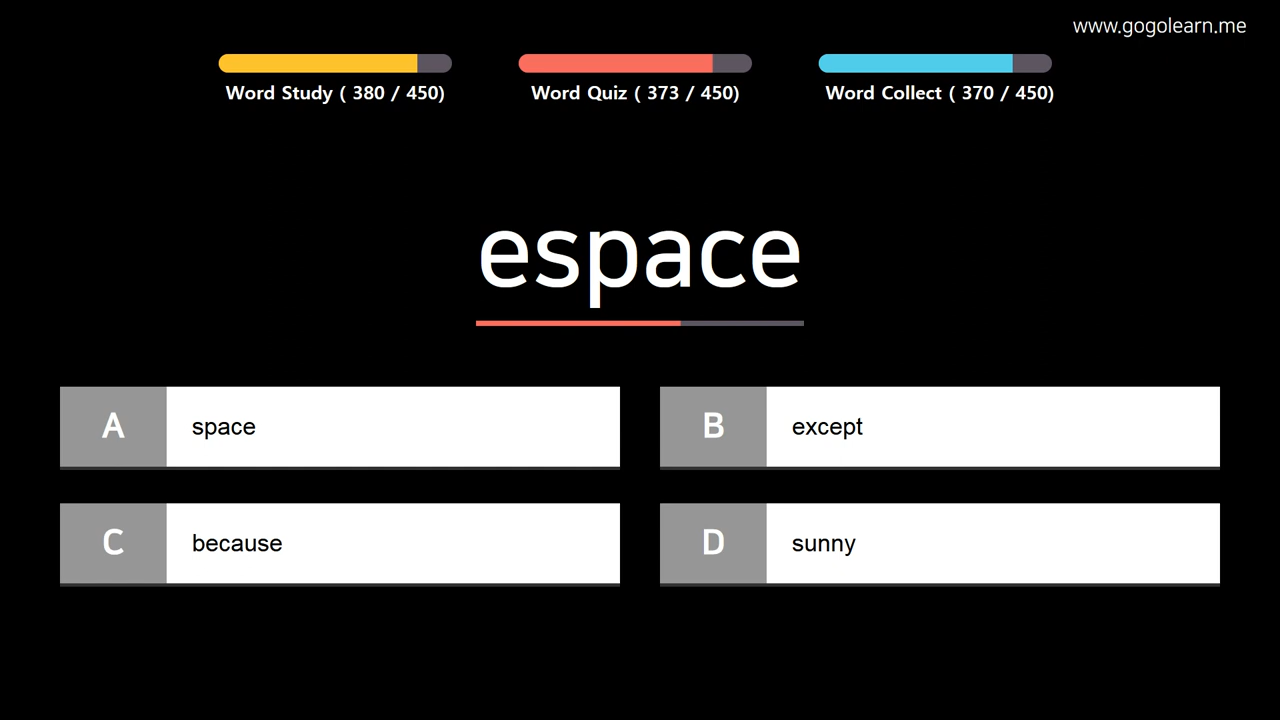 www.gogolearn.me
Word Study ( 380 / 450)
Word Quiz ( 373 / 450)
Word Collect ( 370 / 450)
espace
A space
B except
C because
D sunny